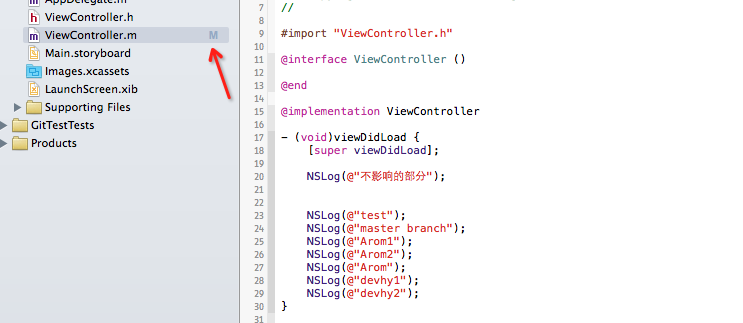 AppDelegate.m
h ViewController.h
m ViewController.m M
Main.storyboard
Images.xcassets
LaunchScreen.xib
Supporting Files
GitTestTests
Products
7 //
8
9 #import "ViewController.h"
10
11 @interface ViewController ()
12
13 @end
14
15 @implementation ViewController
16
17 - (void)viewDidLoad {
18 [super viewDidLoad];
19
20 NSLog(@"不影响的部分");
21
22
23 NSLog(@"test");
24 NSLog(@"master branch");
25 NSLog(@"Arom1");
26 NSLog(@"Arom2");
27 NSLog(@"Arom");
28 NSLog(@"devhy1");
29 NSLog(@"devhy2");
30 }
31